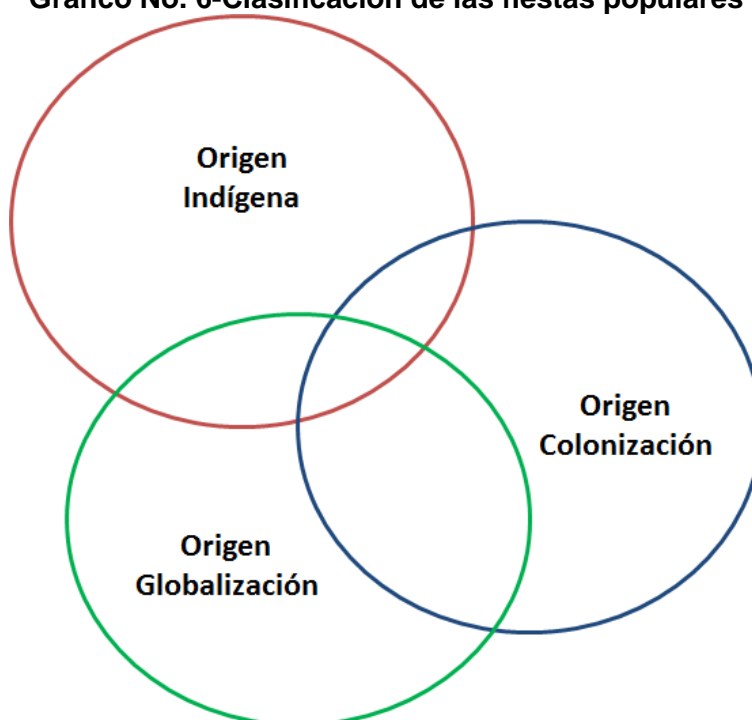 Gráfico No. 6-Clasificación de las fiestas populares
Origen
Indígena
Origen
Colonización
Origen
Globalización